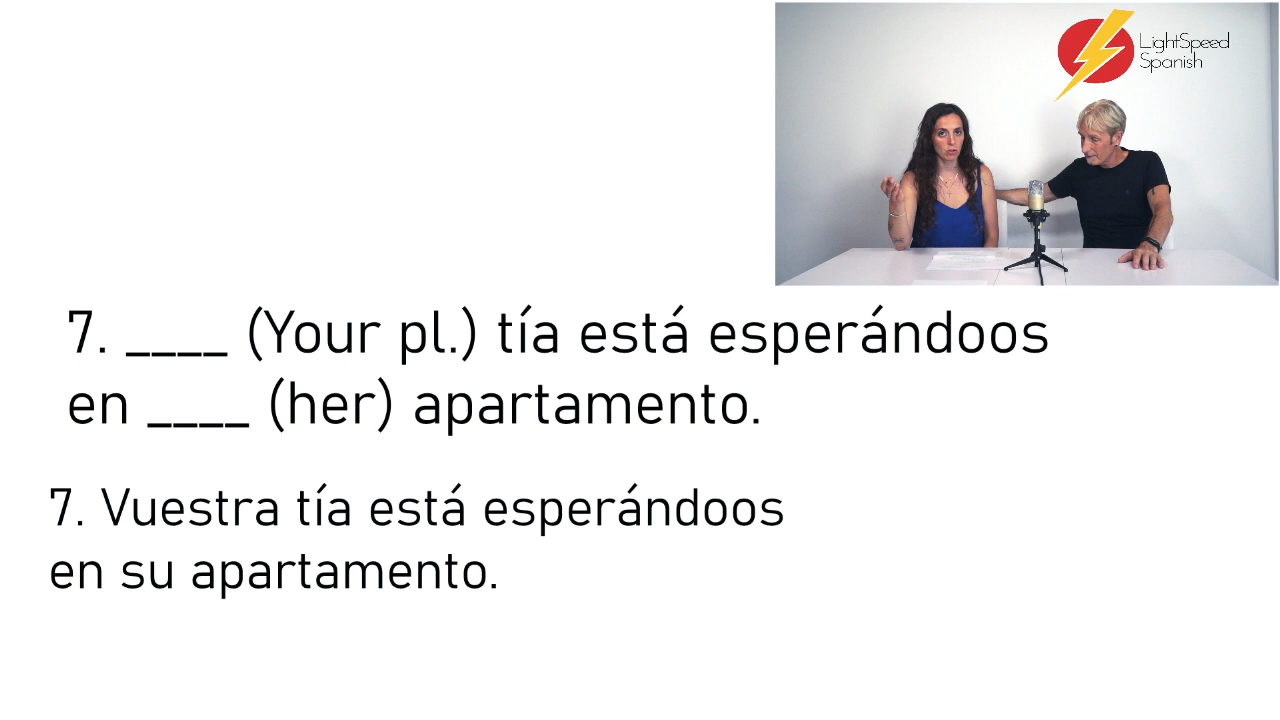 LightSpeed
Spanish
7. ____ (Your pl.) tía está esperándoos
en ____ (her) apartamento.
7. Vuestra tía está esperándoos
en su apartamento.